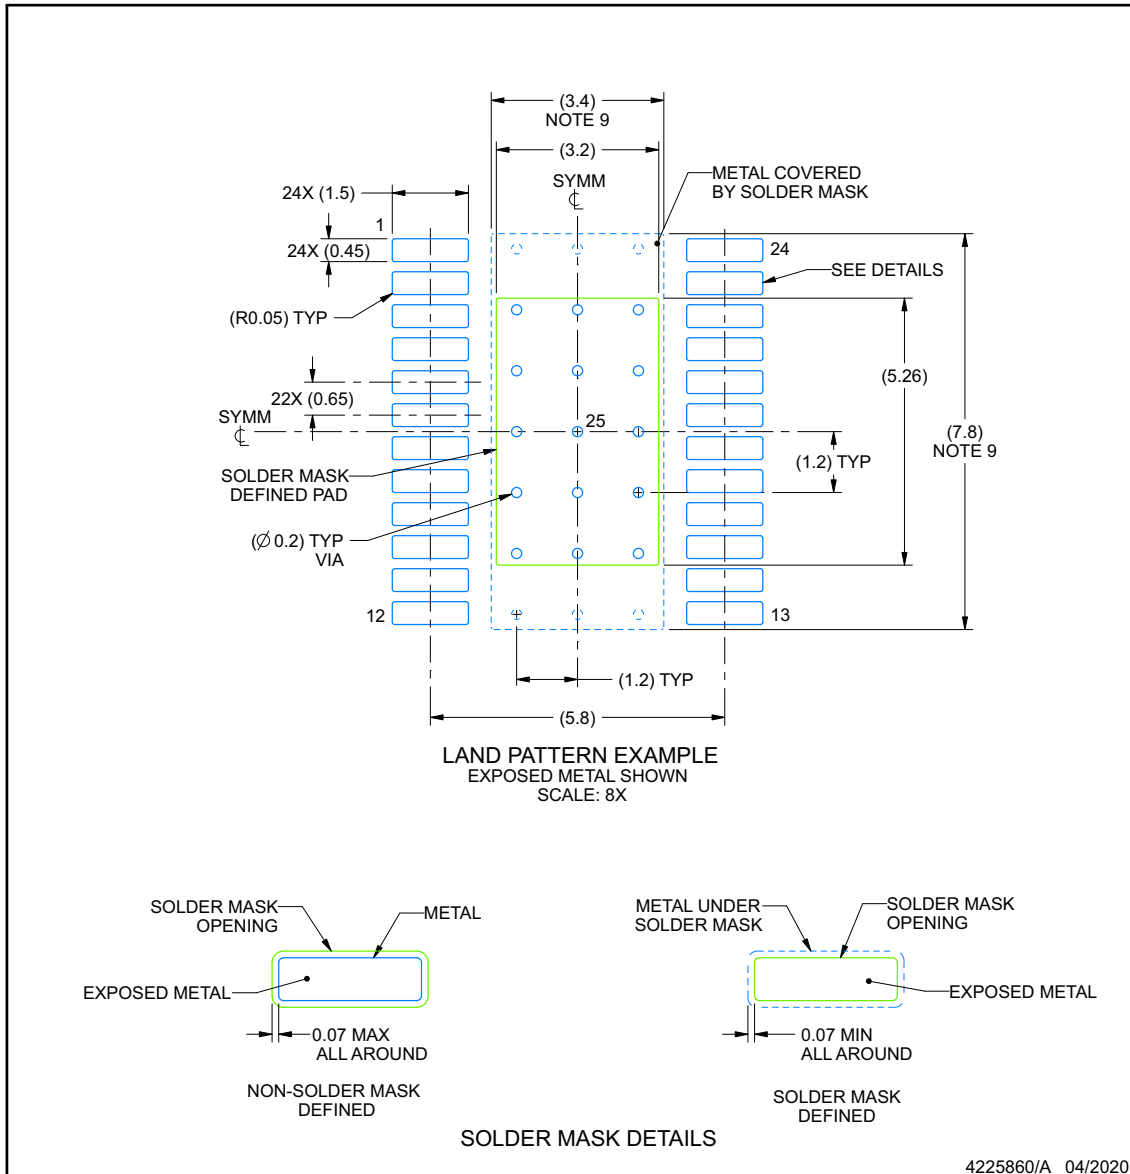 (3.4)
NOTE 9
(3.2)
SYMM
℄
METAL COVERED
BY SOLDER MASK
24X (1.5)
1
24X (0.45)
24
SEE DETAILS
(R0.05) TYP
(5.26)
22X (0.65)
SYMM
℄
25
(7.8)
NOTE 9
(1.2) TYP
SOLDER MASK
DEFINED PAD
(Ø 0.2) TYP
VIA
12
13
(1.2) TYP
(5.8)
LAND PATTERN EXAMPLE
EXPOSED METAL SHOWN
SCALE: 8X
SOLDER MASK
OPENING
METAL
EXPOSED METAL
0.07 MAX
ALL AROUND
NON-SOLDER MASK
DEFINED
METAL UNDER
SOLDER MASK
SOLDER MASK
OPENING
EXPOSED METAL
0.07 MIN
ALL AROUND
SOLDER MASK
DEFINED
SOLDER MASK DETAILS
4225860/A 04/2020